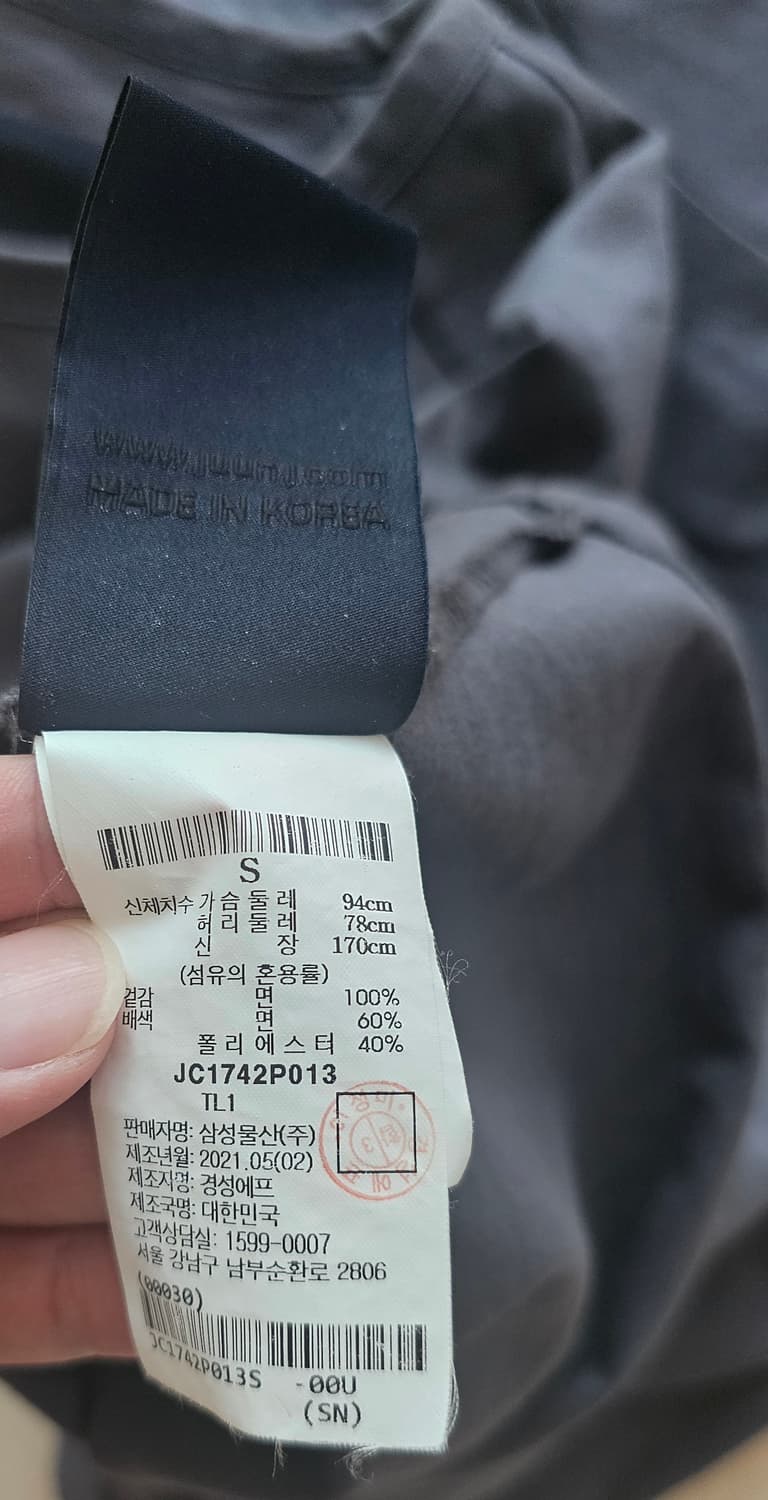 MADE IN KOREA
S
신체치수 가슴둘레 94cm
허리둘레 78cm
신 장 170cm
(섬유의 혼용률)
겉감 면 100%
배색 면 60%
폴리에스터 40%
JC1742P013
TL1
판매자명: 삼성물산(주)
제조년월: 2021.05(02)
제조자명: 경성에프
제조국명: 대한민국
고객상담실: 1599-0007
서울 강남구 남부순환로 2806
(00030)
JC1742P013S -00U
(SN)